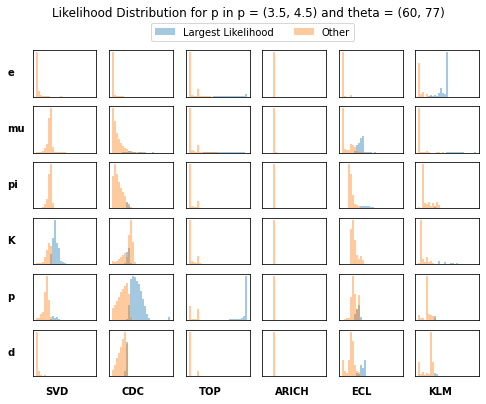 Likelihood Distribution for p in p = (3.5, 4.5) and theta = (60, 77)
Largest Likelihood Other
e
mu
pi
K
p
d
SVD CDC TOP ARICH ECL KLM